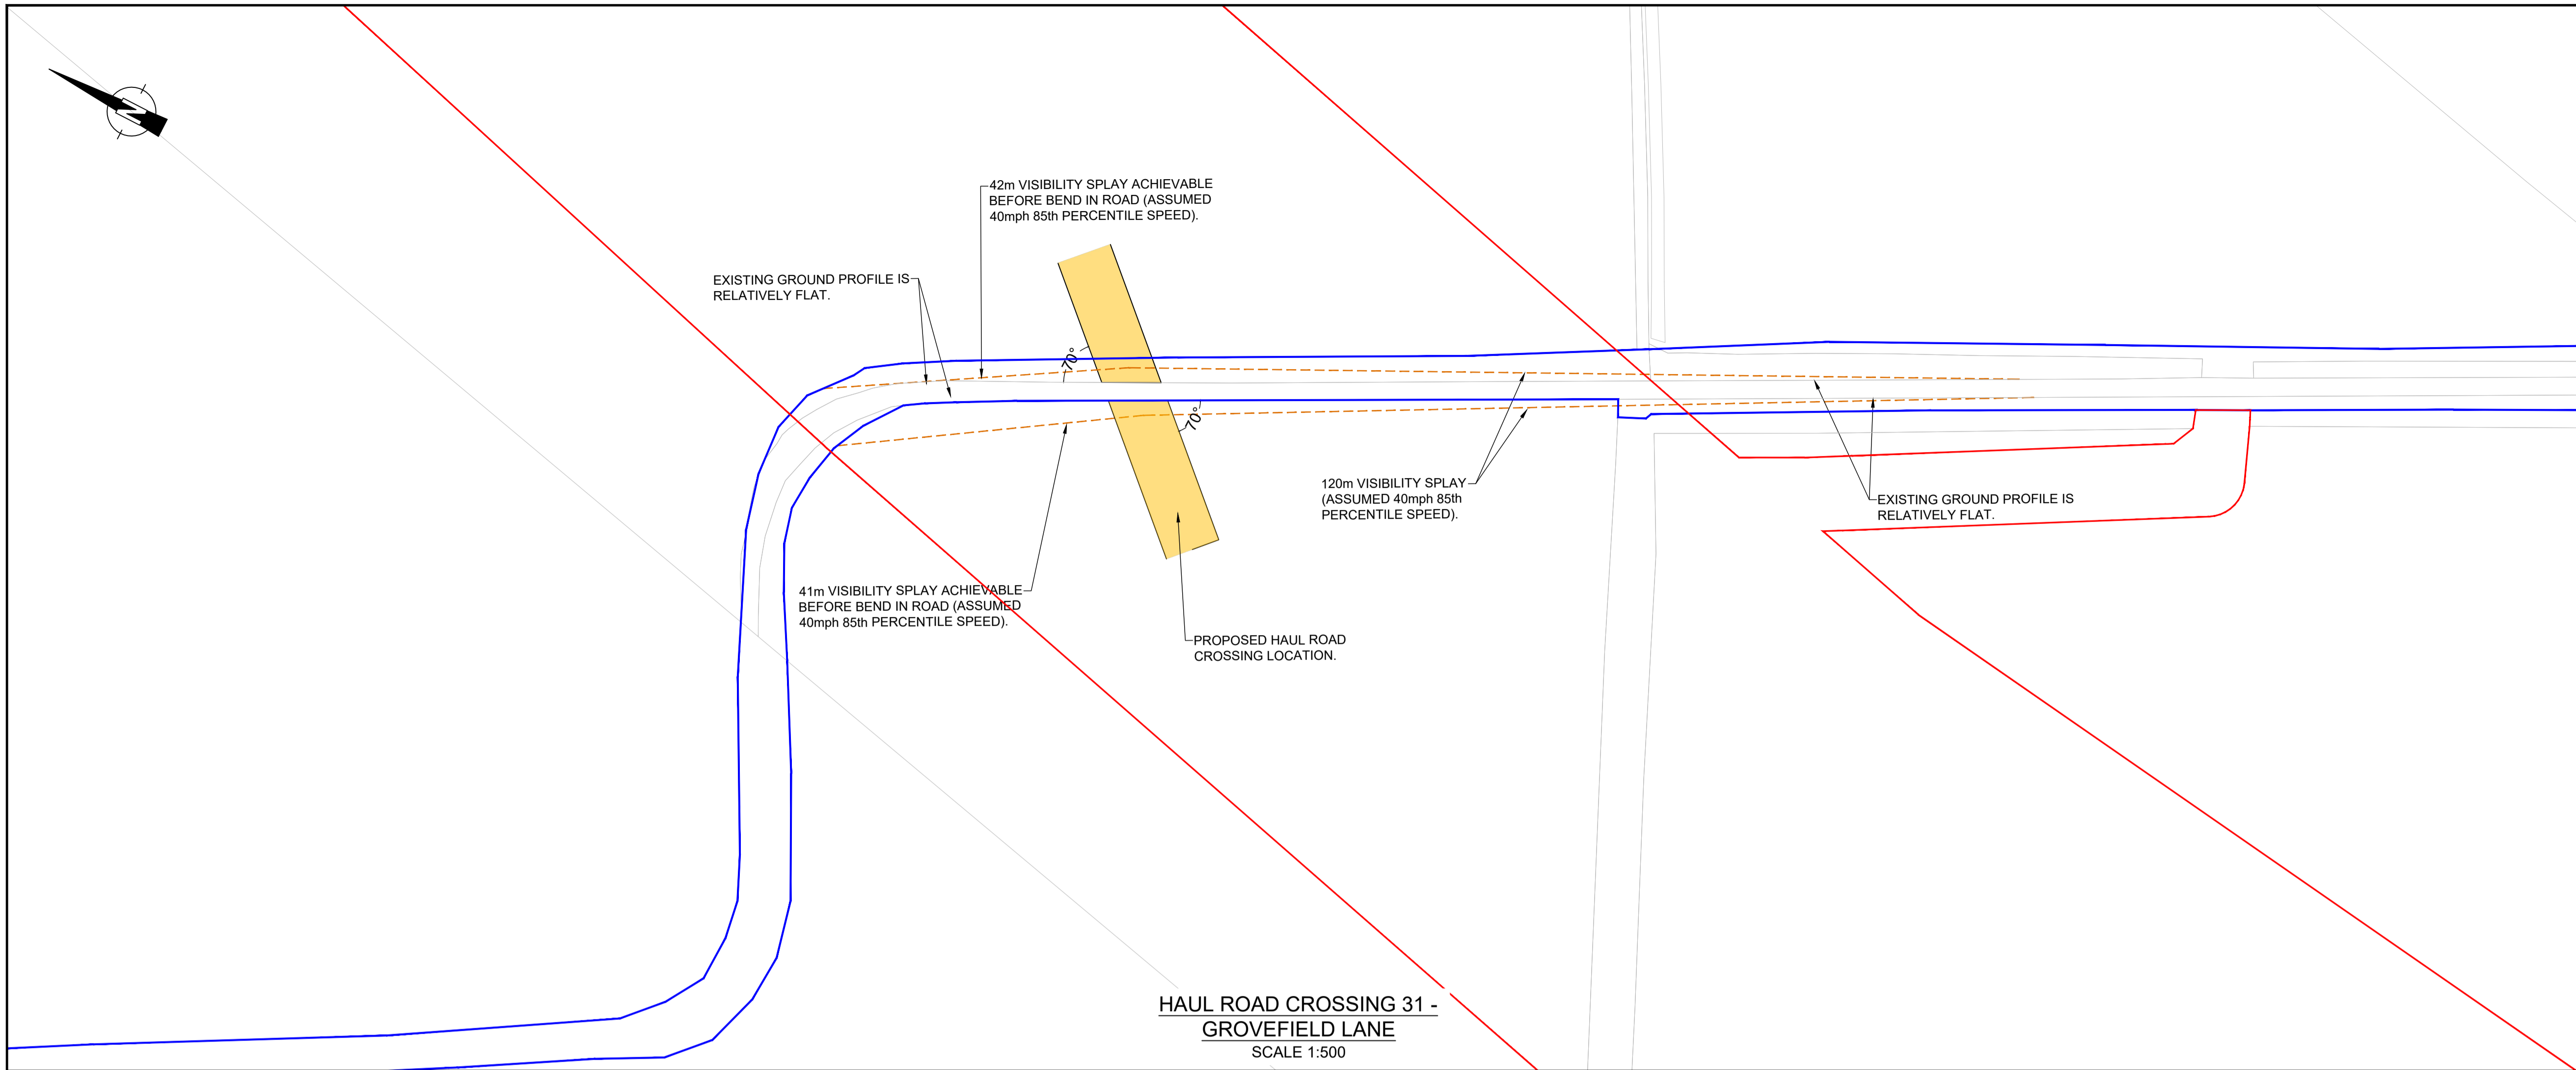 42m VISIBILITY SPLAY ACHIEVABLE
BEFORE BEND IN ROAD (ASSUMED
40mph 85th PERCENTILE SPEED).
EXISTING GROUND PROFILE IS
RELATIVELY FLAT.
70°
70°
120m VISIBILITY SPLAY
(ASSUMED 40mph 85th
PERCENTILE SPEED).
EXISTING GROUND PROFILE IS
RELATIVELY FLAT.
41m VISIBILITY SPLAY ACHIEVABLE
BEFORE BEND IN ROAD (ASSUMED
40mph 85th PERCENTILE SPEED).
PROPOSED HAUL ROAD
CROSSING LOCATION.
HAUL ROAD CROSSING 31 -
GROVEFIELD LANE
SCALE 1:500